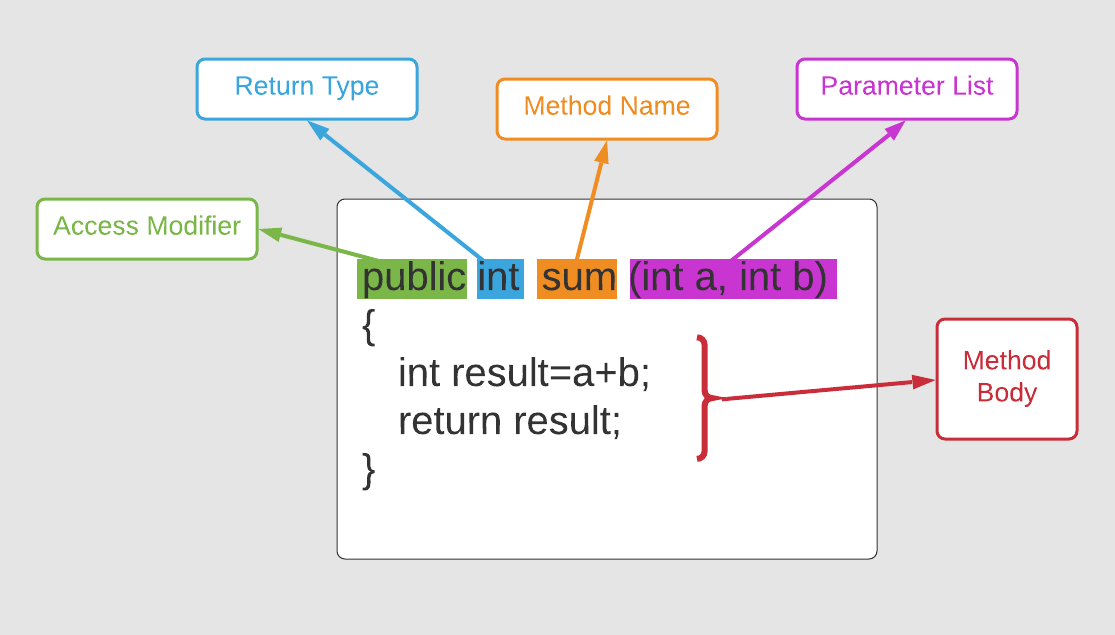 Return Type
Method Name
Parameter List
Access Modifier
public int sum (int a, int b)
{
int result=a+b;
return result;
}
Method
Body